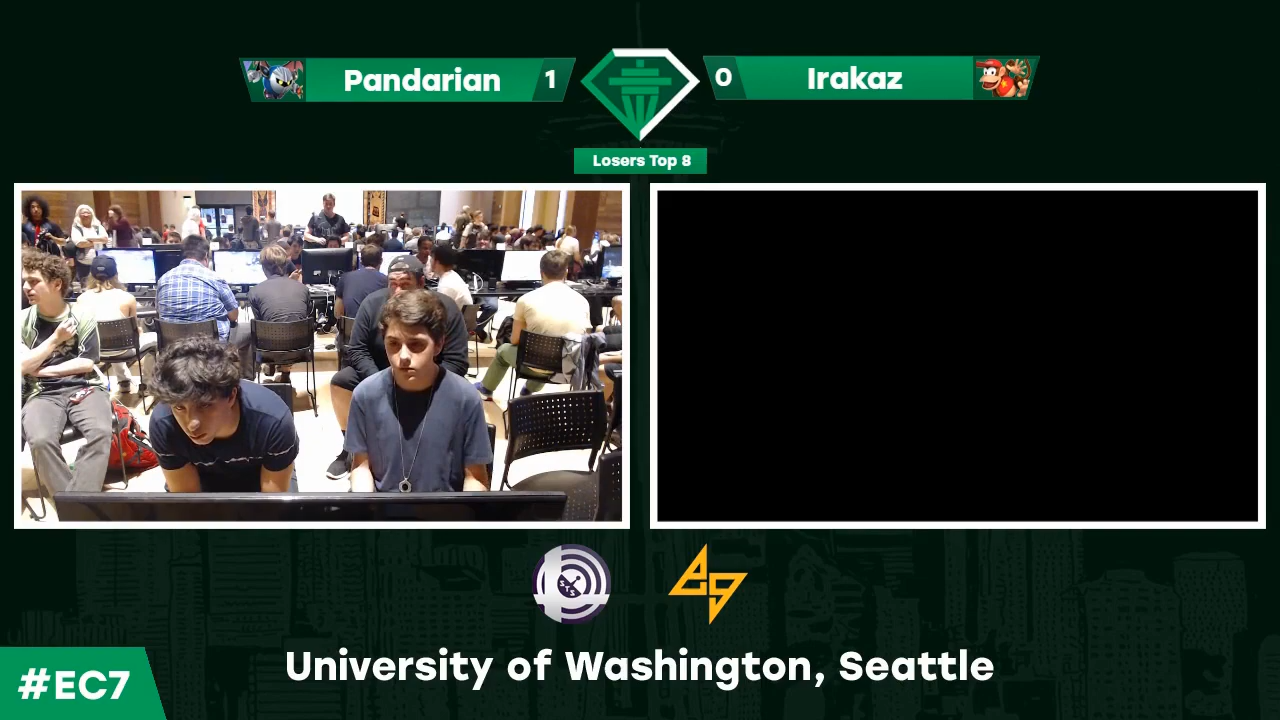 Pandarian 1
0 Irakaz
Losers Top 8
University of Washington, Seattle
#EC7